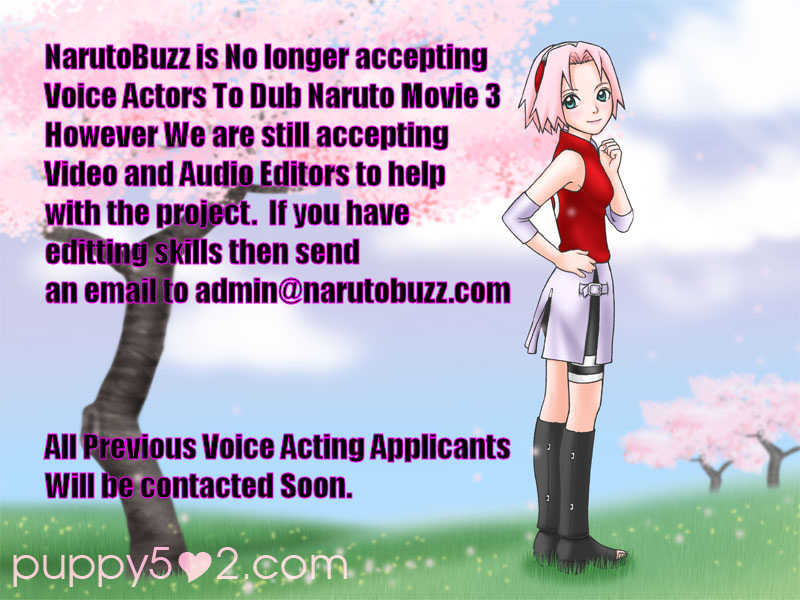 NarutoBuzz is No longer accepting
Voice Actors To Dub Naruto Movie 3
However We are still accepting
Video and Audio Editors to help
with the project. If you have
editting skills then send
an email to admin@narutobuzz.com
All Previous Voice Acting Applicants
Will be contacted Soon.
puppy5♥2.com